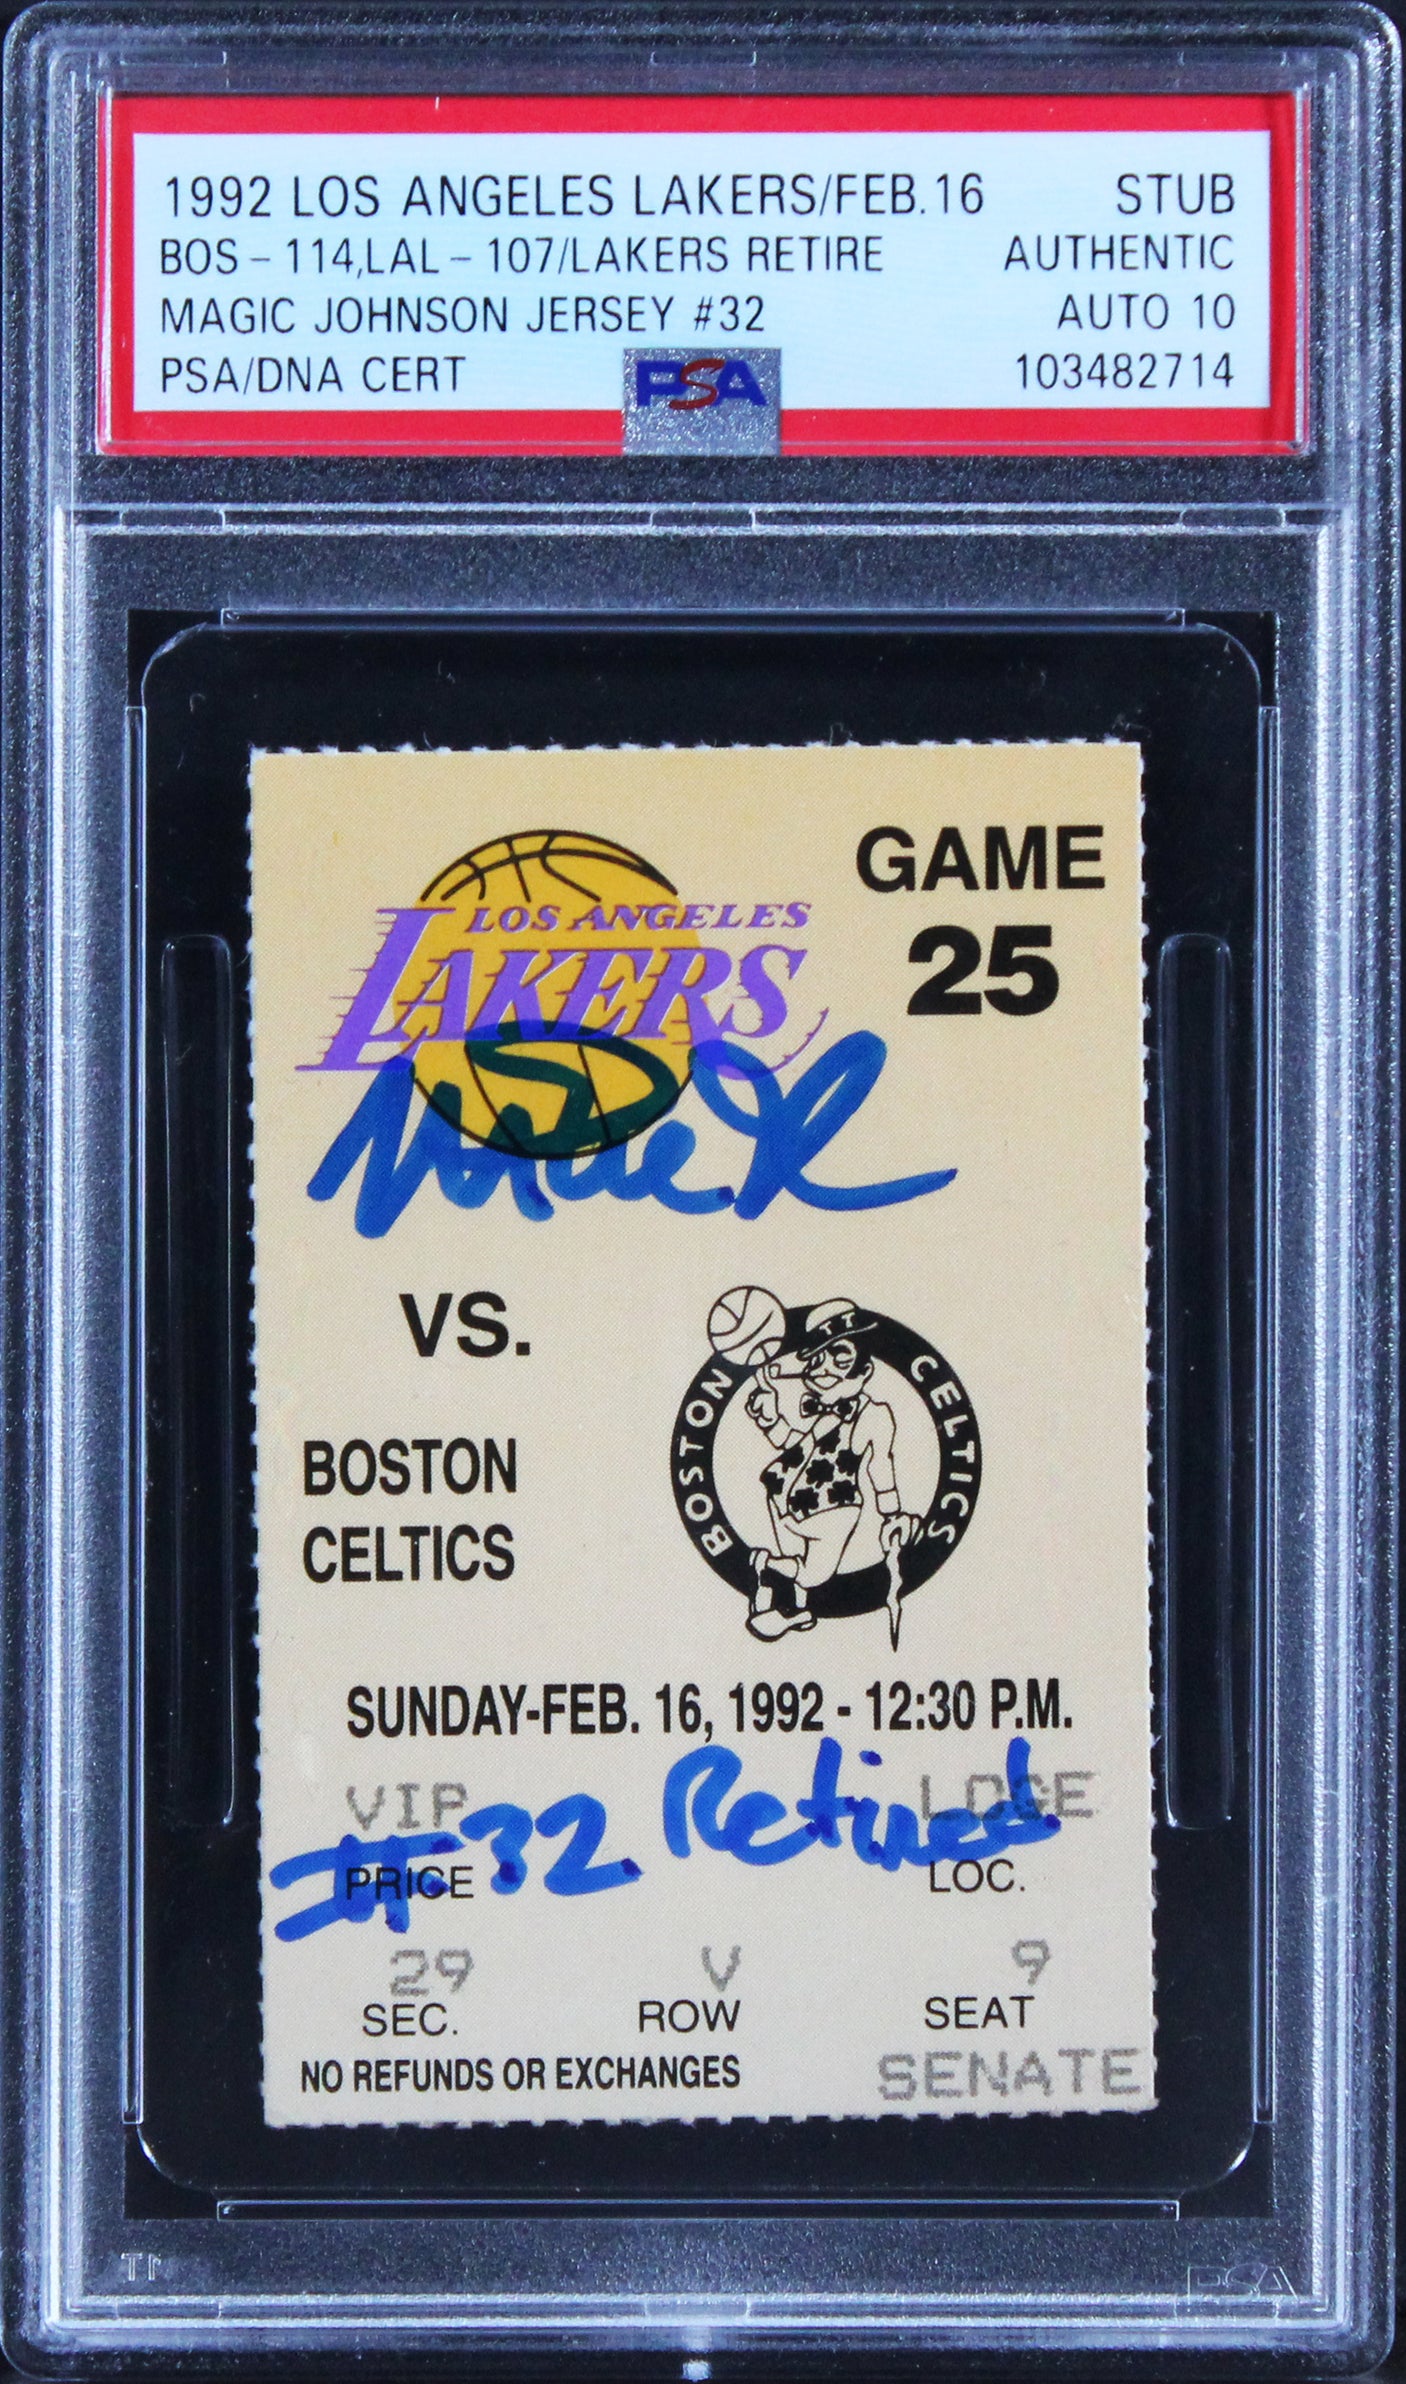 1992 LOS ANGELES LAKERS/FEB.16 STUB
BOS - 114,LAL - 107/LAKERS RETIRE AUTHENTIC
MAGIC JOHNSON JERSEY #32 AUTO 10
PSA/DNA CERT 103482714
PSA
GAME
25
LOS ANGELES
LAKERS
VS.
BOSTON
CELTICS
BOSTON CELTICS
SUNDAY-FEB. 16, 1992 - 12:30 P.M.
VIP LOGE
#32 Retired
PRICE LOC.
29 V 9
SEC. ROW SEAT
NO REFUNDS OR EXCHANGES SENATE
PSA